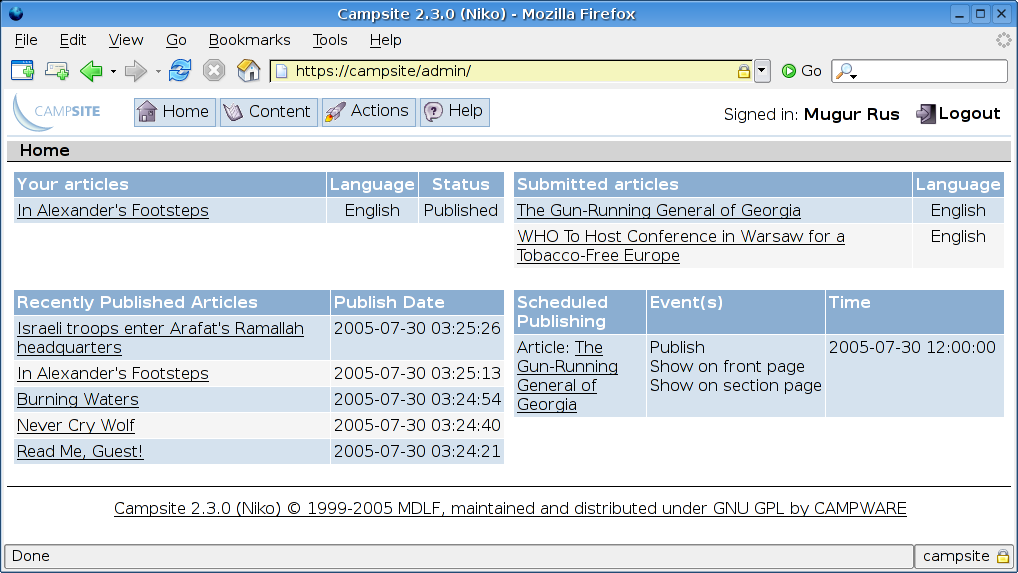 Campsite 2.3.0 (Niko) - Mozilla Firefox
File Edit View Go Bookmarks Tools Help
https://campsite/admin/ Go
CAMPSITE Home Content Actions Help Signed in: Mugur Rus Logout
Home
Your articles Language Status
In Alexander's Footsteps English Published
Submitted articles Language
The Gun-Running General of Georgia English
WHO To Host Conference in Warsaw for a English
Tobacco-Free Europe
Recently Published Articles Publish Date
Israeli troops enter Arafat's Ramallah 2005-07-30 03:25:26
headquarters
In Alexander's Footsteps 2005-07-30 03:25:13
Burning Waters 2005-07-30 03:24:54
Never Cry Wolf 2005-07-30 03:24:40
Read Me, Guest! 2005-07-30 03:24:21
Scheduled Event(s) Time
Publishing
Article: The Publish 2005-07-30 12:00:00
Gun-Running Show on front page
General of Show on section page
Georgia
Campsite 2.3.0 (Niko) © 1999-2005 MDLF, maintained and distributed under GNU GPL by CAMPWARE
Done campsite